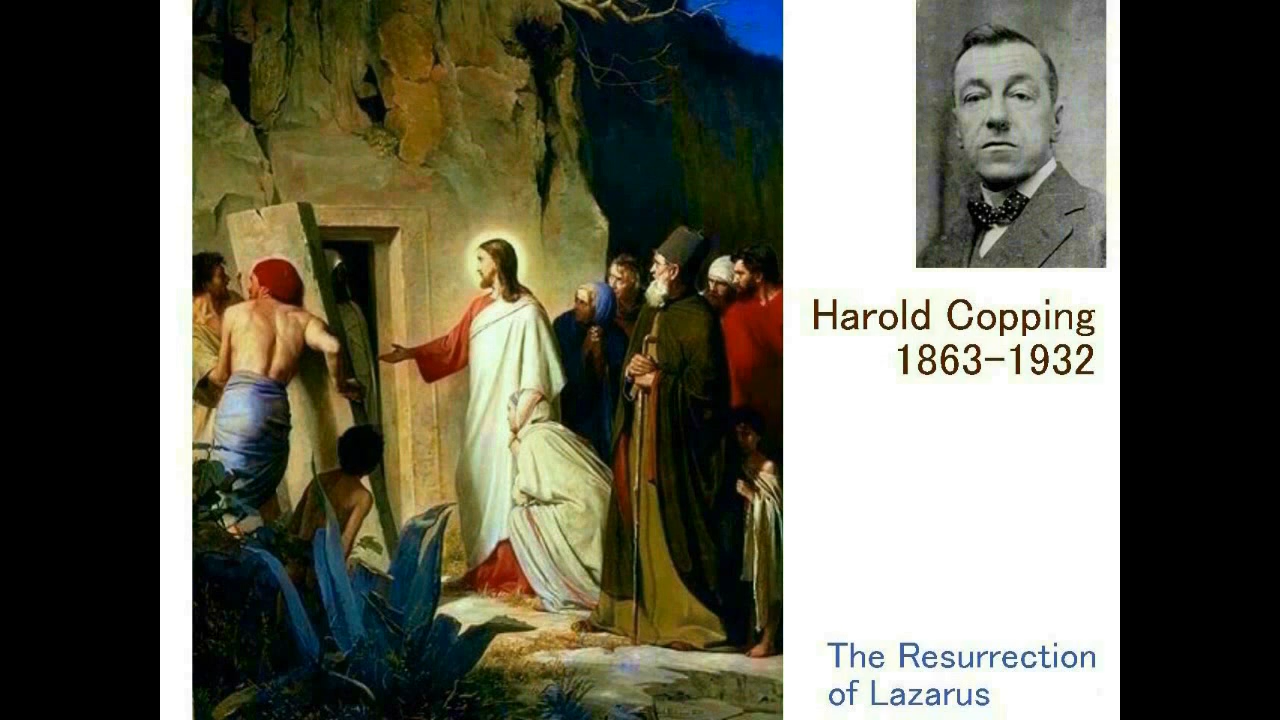 Harold Copping
1863-1932
The Resurrection
of Lazarus